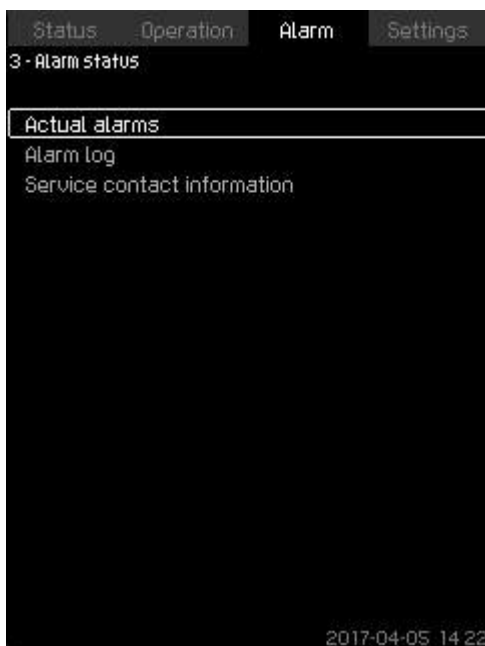 Status Operation Alarm Settings
3 - Alarm status
Actual alarms
Alarm log
Service contact information
2017-04-05 14:22